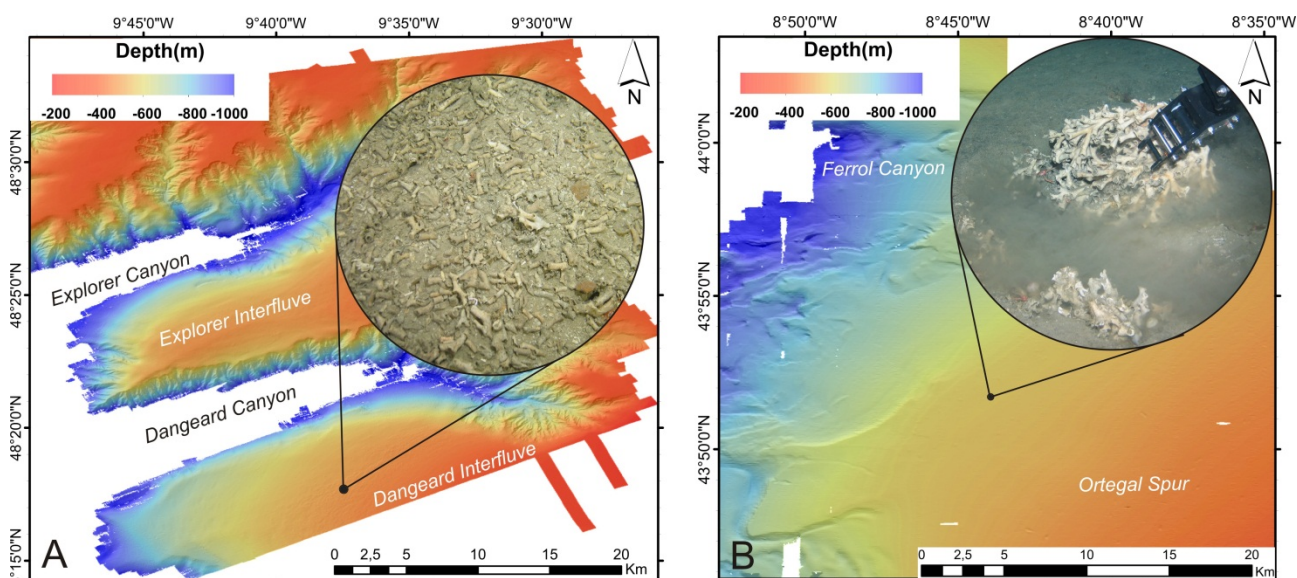 9°45'0"W 9°40'0"W 9°35'0"W 9°30'0"W
Depth(m)
-200 -400 -600 -800 -1000
N
48°30'0"N
48°25'0"N
48°20'0"N
48°15'0"N
Explorer Canyon
Explorer Interfluve
Dangeard Canyon
Dangeard Interfluve
A
0 2,5 5 10 15 20
Km
8°50'0"W 8°45'0"W 8°40'0"W 8°35'0"W
Depth(m)
-200 -400 -600 -800 -1000
N
44°0'0"N
43°55'0"N
43°50'0"N
Ferrol Canyon
Ortegal Spur
B
0 2,5 5 10 15 20
Km